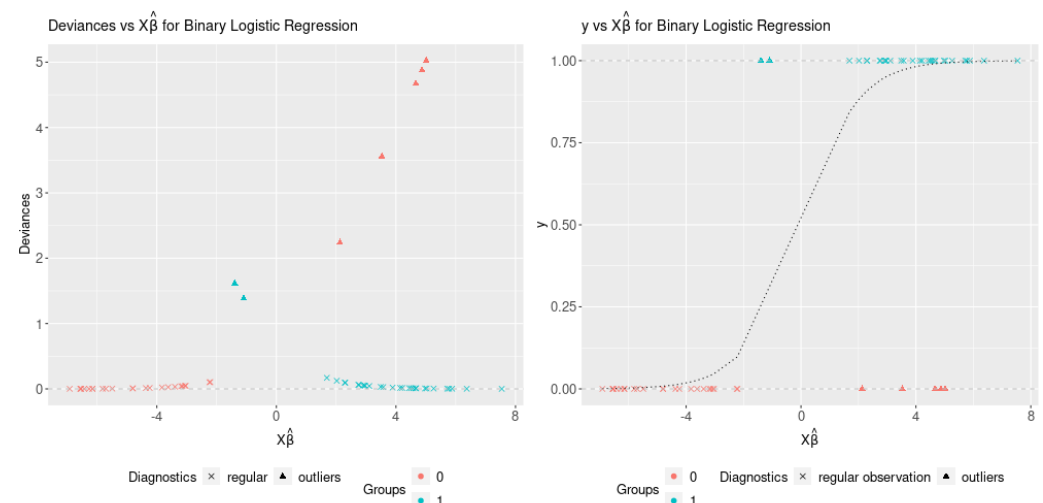 Deviances vs Xβ̂ for Binary Logistic Regression
5
4
3
2
1
0
Deviances
-4 0 4 8
Xβ̂
Diagnostics regular outliers
Groups 0
1
y vs Xβ̂ for Binary Logistic Regression
1.00
0.75
0.50
0.25
0.00
y
-4 0 4 8
Xβ̂
Groups 0
1
Diagnostics regular observation outliers